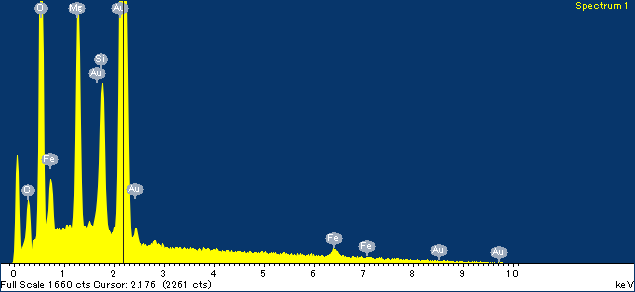 O Mg Au Spectrum 1
Si
Au
Fe
C Au
Fe
Fe Au Au
0 1 2 3 4 5 6 7 8 9 10
Full Scale 1660 cts Cursor: 2.176 (2261 cts) keV